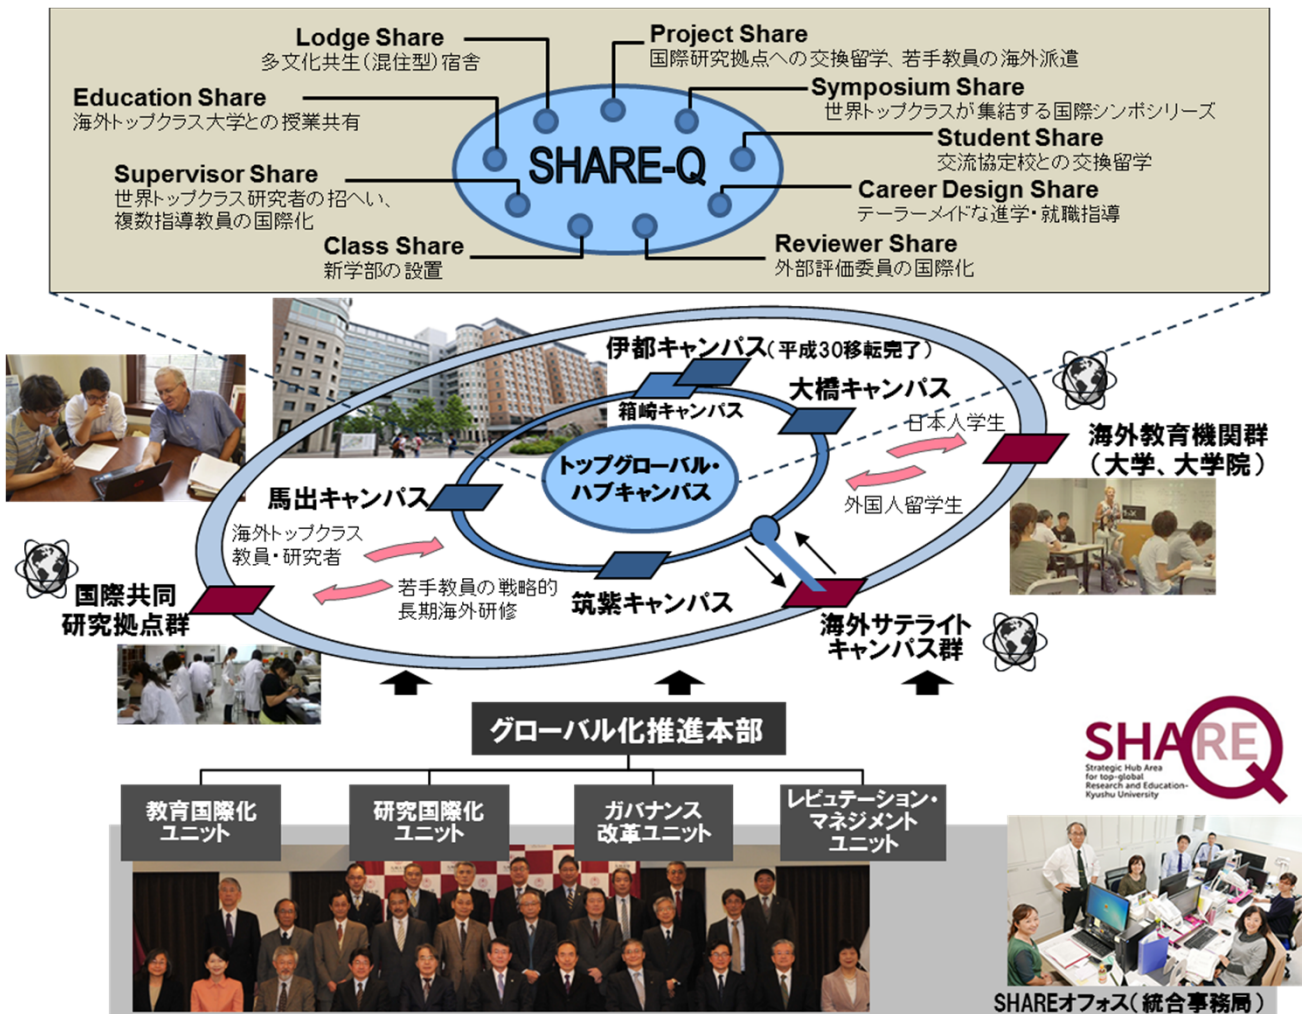 Lodge Share
多文化共生(混住型)宿舎
Project Share
国際研究拠点への交換留学、若手教員の海外派遣
Education Share
海外トップクラス大学との授業共有
Symposium Share
世界トップクラスが集結する国際シンポシリーズ
Student Share
交流協定校との交換留学
SHARE-Q
Supervisor Share
世界トップクラス研究者の招へい、
複数指導教員の国際化
Career Design Share
テーラーメイドな進学・就職指導
Class Share
新学部の設置
Reviewer Share
外部評価委員の国際化
伊都キャンパス(平成30移転完了)
大橋キャンパス
箱崎キャンパス
日本人学生
海外教育機関群
(大学、大学院)
トップグローバル・
ハブキャンパス
馬出キャンパス
外国人留学生
海外トップクラス
教員・研究者
若手教員の戦略的
長期海外研修
国際共同
研究拠点群
筑紫キャンパス
海外サテライト
キャンパス群
グローバル化推進本部
SHARE Q
Strategic Hub Area
for top-global
Research and Education-
Kyushu University
教育国際化
ユニット
研究国際化
ユニット
ガバナンス
改革ユニット
レピュテーション・
マネジメント
ユニット
SHAREオフォス(統合事務局)